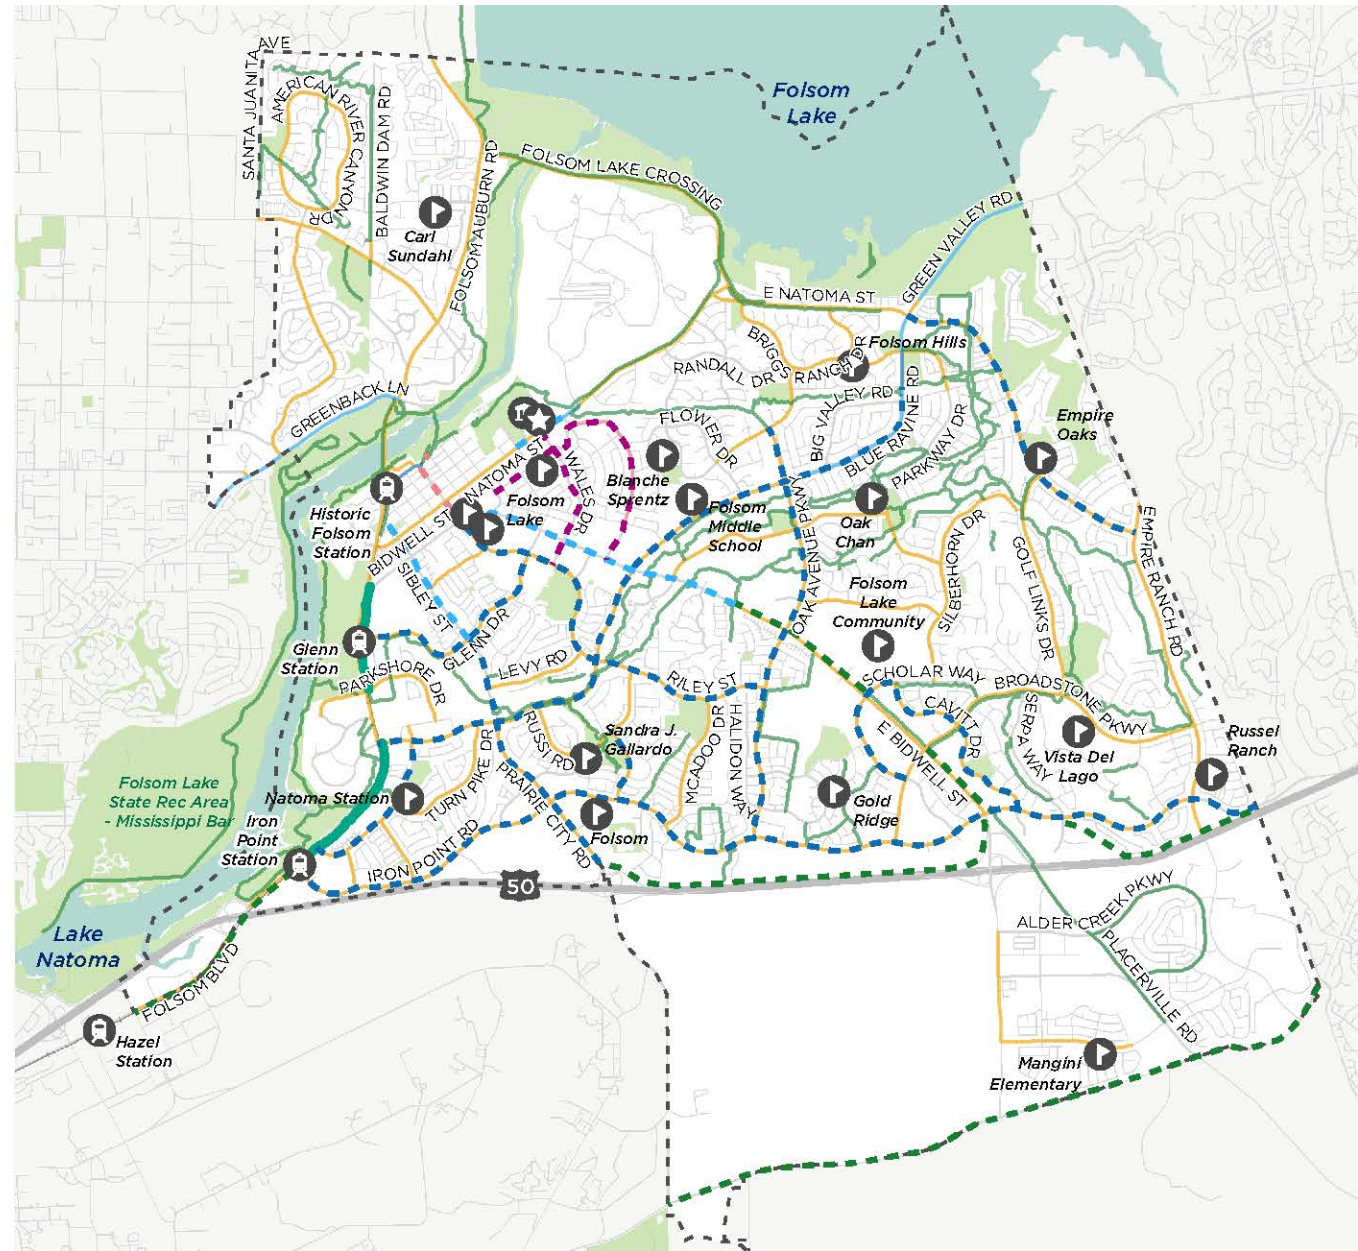 AVE
SANTA JUANITA
AMERICAN RIVER CANYON
DR
BALDWIN DAM RD
Folsom
Lake
FOLSOM LAKE CROSSING
FOLSOM AUBURN RD
Carl
Sundahl
GREEN VALLEY RD
E NATOMA ST
BRIGGS
RANCH DR
Folsom Hills
RANDALL DR
GREENBACK LN
FLOWER DR
BIG VALLEY RD
BLUE RAVINE RD
PARKWAY DR
Empire
Oaks
NATOMA ST
WALES DR
Folsom
Lake
Blanche
Sprentz
Folsom
Middle
School
Oak
Chan
Historic
Folsom
Station
BIDWELL ST
SIBLEY ST
OAK AVENUE PKWY
SILBERHORN DR
GOLF LINKS DR
EMPIRE RANCH RD
Folsom
Lake
Community
Glenn
Station
GLENN DR
LEVY RD
PARKSHORE DR
RILEY ST
SCHOLAR WAY
BROADSTONE PKWY
CAVITT DR
SERPA WAY
Vista Del
Lago
Russel
Ranch
RUSSI RD
Sandra J.
Gallardo
MCADOO DR
HALIDON WAY
E BIDWELL ST
Folsom Lake
State Rec Area
- Mississippi Bar
Natoma Station
TURN PIKE DR
PRAIRIE CITY RD
Gold
Ridge
Folsom
Iron
Point
Station
IRON POINT RD
50
Lake
Natoma
FOLSOM BLVD
ALDER CREEK PKWY
PLACERVILLE RD
Hazel
Station
Mangini
Elementary